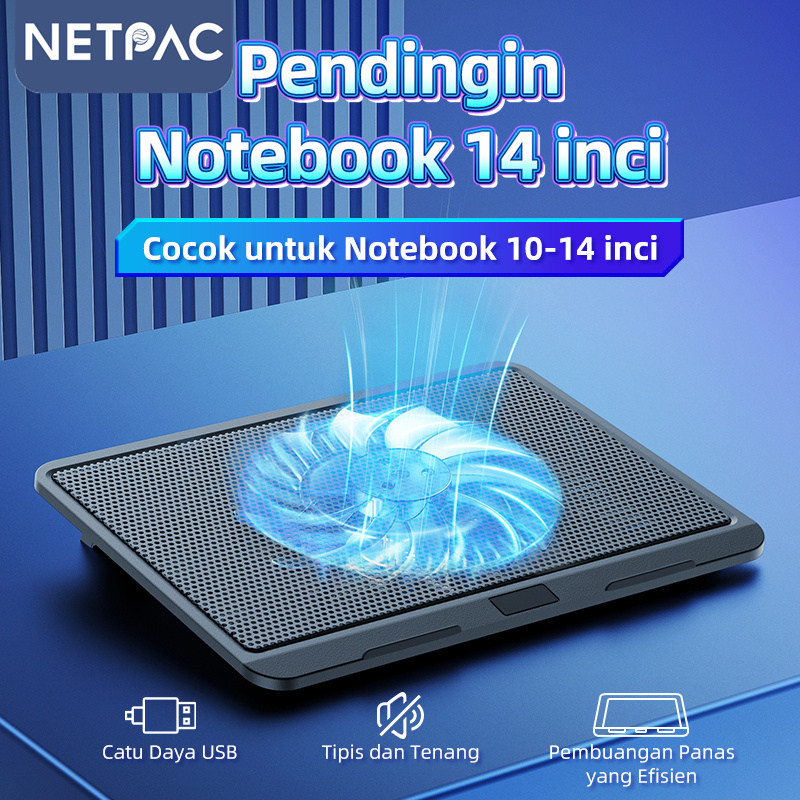 NETPAC
Pendingin
Notebook 14 inci
Cocok untuk Notebook 10-14 inci
Catu Daya USB
Tipis dan Tenang
Pembuangan Panas
yang Efisien